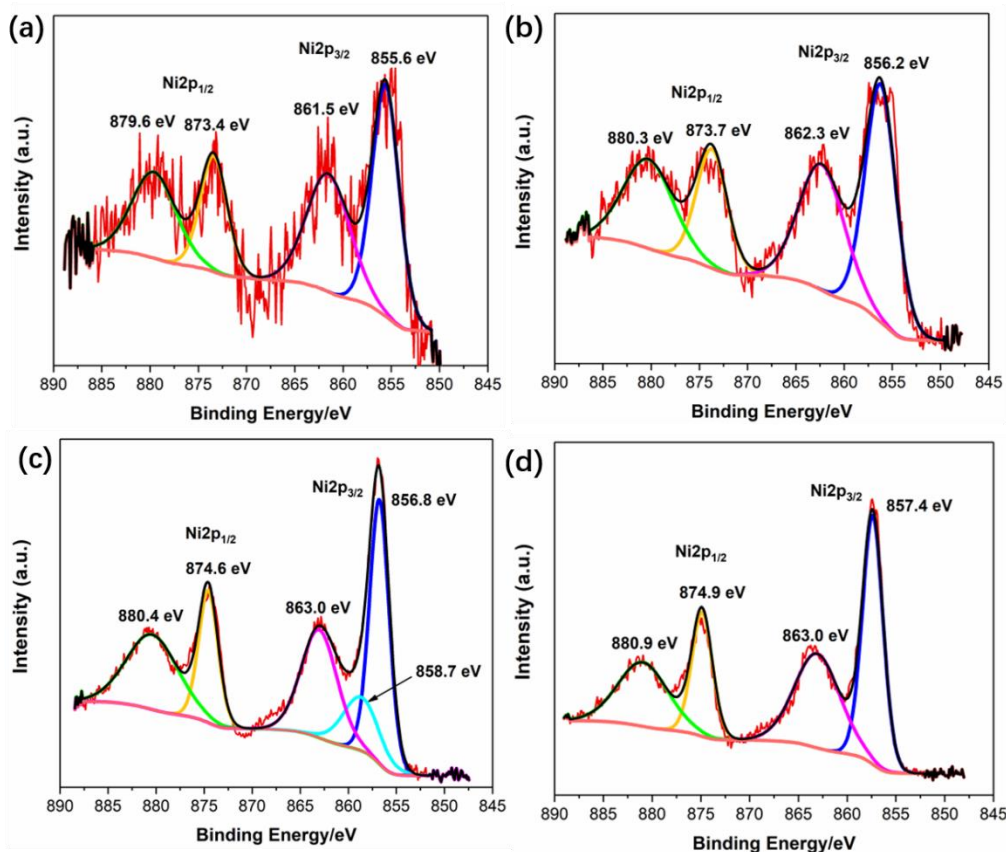 (a)
Ni2p3/2
855.6 eV
Ni2p1/2
879.6 eV
873.4 eV
861.5 eV
Intensity (a.u.)
890 885 880 875 870 865 860 855 850 845
Binding Energy/eV
(b)
Ni2p3/2
856.2 eV
Ni2p1/2
880.3 eV
873.7 eV
862.3 eV
Intensity (a.u.)
890 885 880 875 870 865 860 855 850 845
Binding Energy/eV
(c)
Ni2p3/2
856.8 eV
Ni2p1/2
874.6 eV
880.4 eV
863.0 eV
858.7 eV
Intensity (a.u.)
890 885 880 875 870 865 860 855 850 845
Binding Energy/eV
(d)
Ni2p3/2
857.4 eV
Ni2p1/2
874.9 eV
880.9 eV
863.0 eV
Intensity (a.u.)
890 885 880 875 870 865 860 855 850 845
Binding Energy/eV